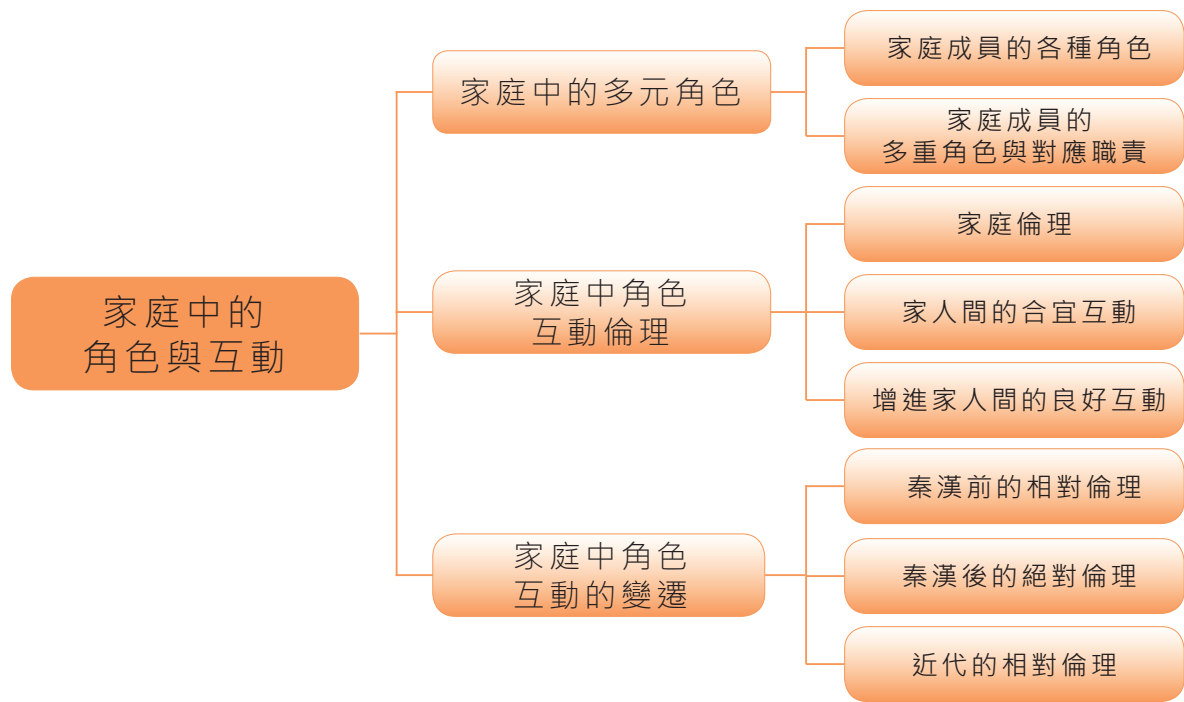 家庭中的
角色與互動
家庭中的多元角色
家庭成員的各種角色
家庭成員的
多重角色與對應職責
家庭中角色
互動倫理
家庭倫理
家人間的合宜互動
增進家人間的良好互動
家庭中角色
互動的變遷
秦漢前的相對倫理
秦漢後的絕對倫理
近代的相對倫理